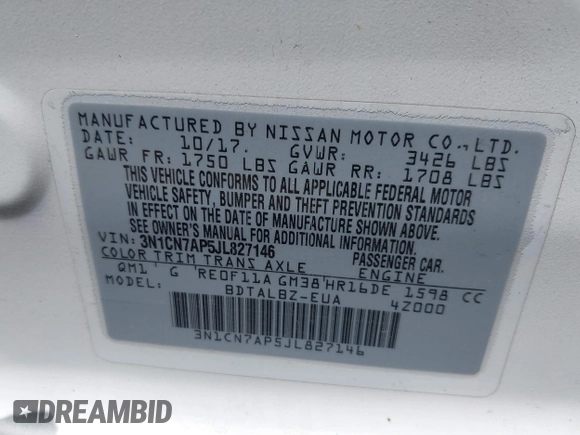 MANUFACTURED BY NISSAN MOTOR CO., LTD.
DATE: 10/17. GVWR: 3426 LBS
GAWR FR: 1750 LBS GAWR RR: 1708 LBS
THIS VEHICLE CONFORMS TO ALL APPLICABLE FEDERAL MOTOR
VEHICLE SAFETY, BUMPER AND THEFT PREVENTION STANDARDS
IN EFFECT ON THE DATE OF MANUFACTURE SHOWN ABOVE.
SEE OWNER'S MANUAL FOR ADDITIONAL INFORMATION
VIN: 3N1CN7AP5JL827146 PASSENGER CAR.
COLOR TRIM TRANS AXLE ENGINE
QM1 G RE0F11A GM38 HR16DE 1598 CC
MODEL: BDTALBZ-EUA 4Z000
3N1CN7AP5JL827146
DREAMBID